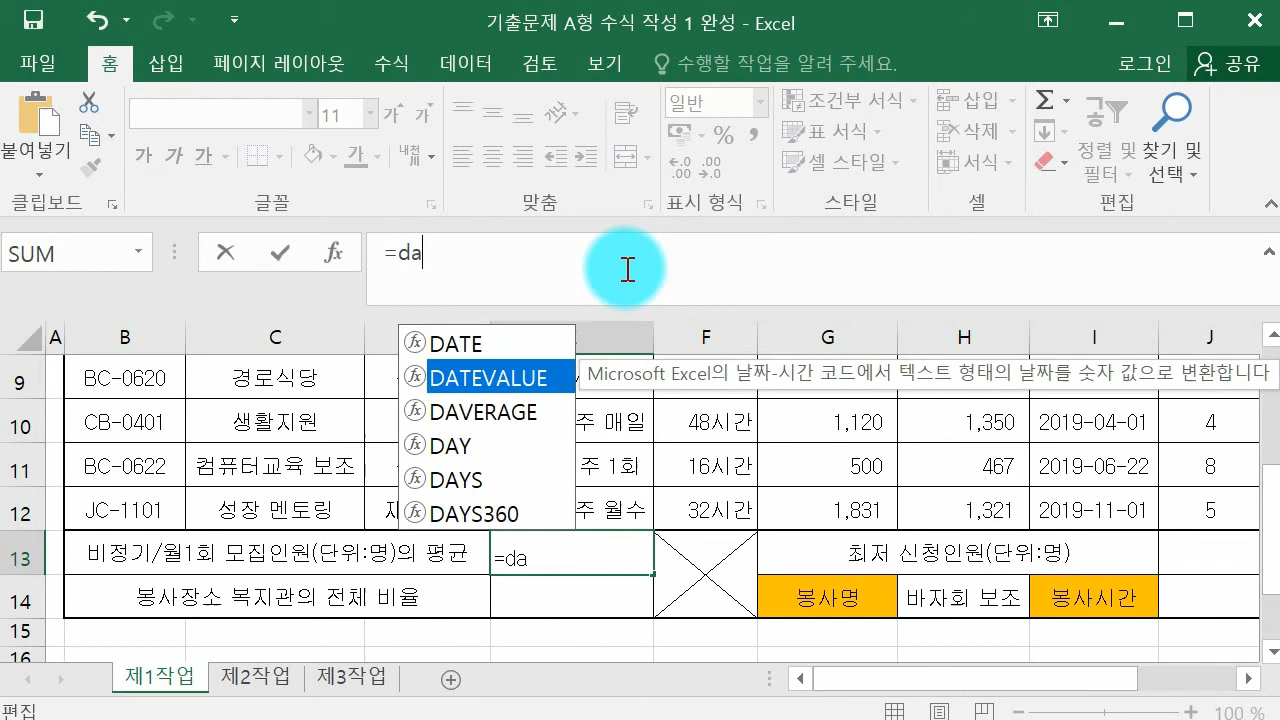 기출문제 A형 수식 작성 1 완성 - Excel
파일 홈 삽입 페이지 레이아웃 수식 데이터 검토 보기 수행할 작업을 알려 주세요. 로그인 공유
붙여넣기
클립보드
11 가 가
가 가 가 가 내천
글꼴
맞춤
일반
% ,
←.0 .00
.00 →.0
표시 형식
조건부 서식
표 서식
셀 스타일
스타일
삽입
삭제
서식
셀
Σ
정렬 및 필터
찾기 및 선택
편집
SUM fx =da
A B C F G H I J
DATE
DATEVALUE Microsoft Excel의 날짜-시간 코드에서 텍스트 형태의 날짜를 숫자 값으로 변환합니다
DAVERAGE
DAY
DAYS
DAYS360
9 BC-0620 경로식당
10 CB-0401 생활지원 주 매일 48시간 1,120 1,350 2019-04-01 4
11 BC-0622 컴퓨터교육 보조 주 1회 16시간 500 467 2019-06-22 8
12 JC-1101 성장 멘토링 주 월수 32시간 1,831 1,321 2019-11-01 5
13 비정기/월1회 모집인원(단위:명)의 평균 =da 최저 신청인원(단위:명)
14 봉사장소 복지관의 전체 비율 봉사명 바자회 보조 봉사시간
15
16
제1작업 제2작업 제3작업
편집 100 %